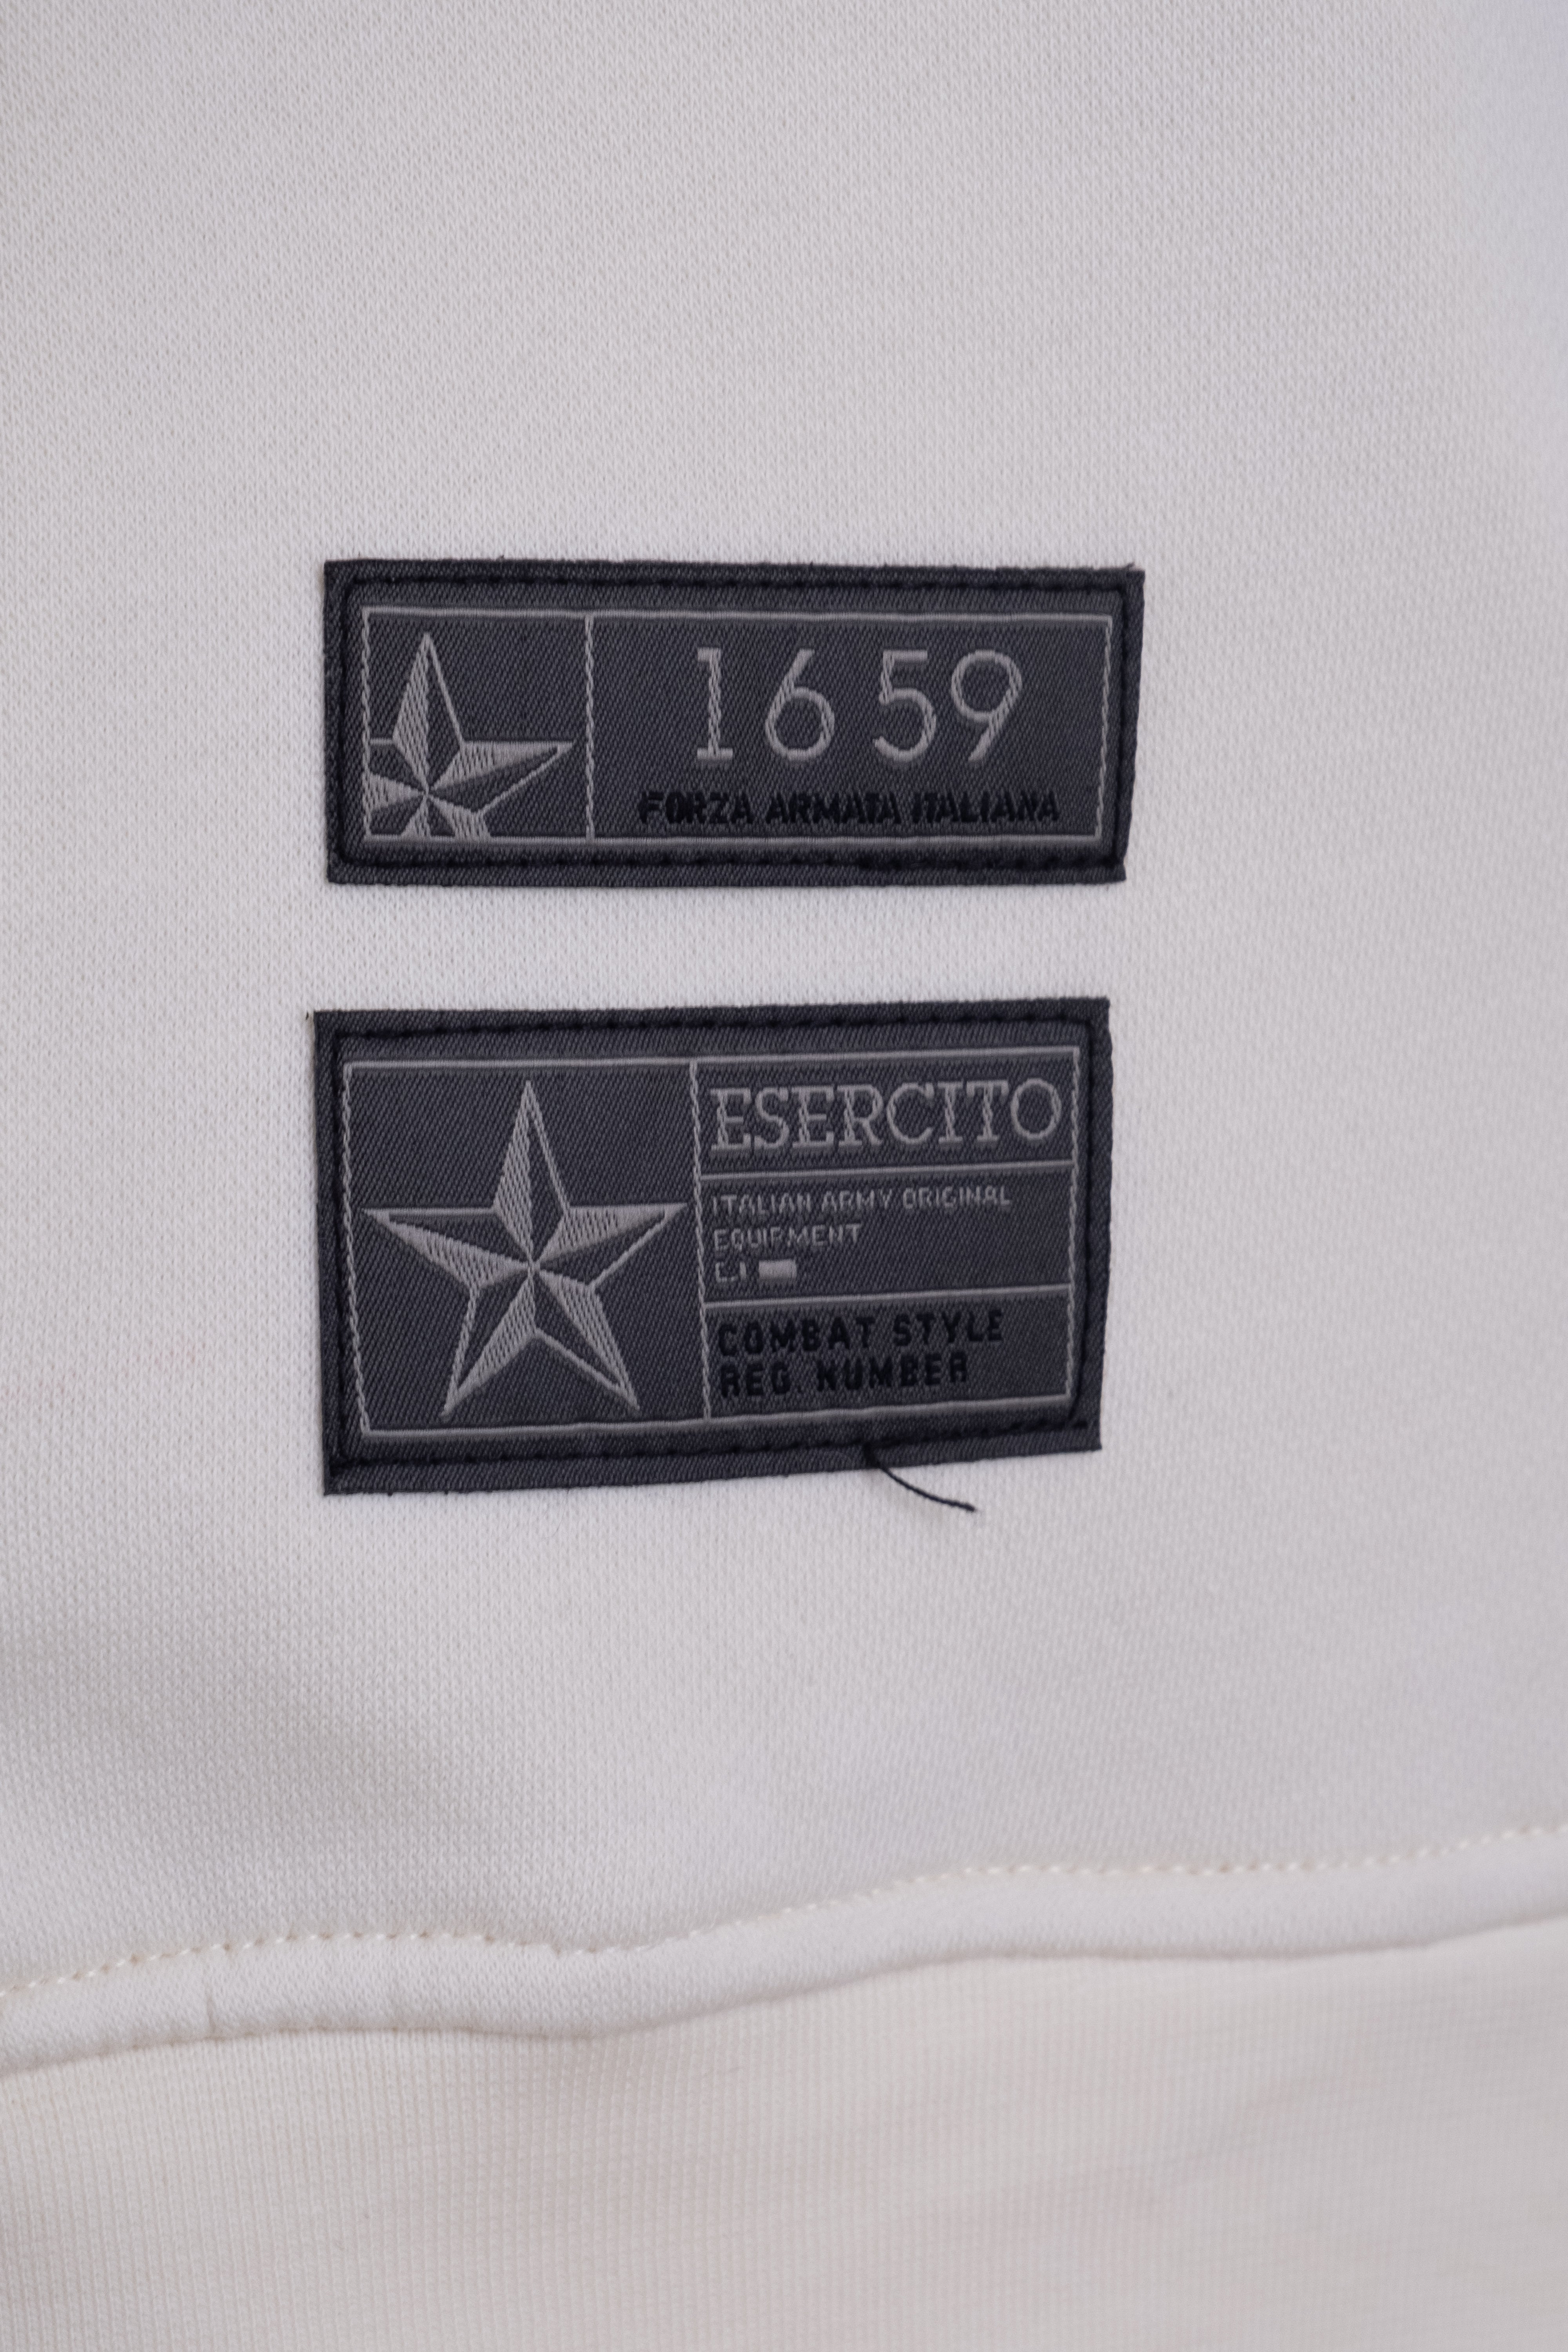 1659
FORZA ARMATA ITALIANA
ESERCITO
ITALIAN ARMY ORIGINAL
EQUIPMENT
E.I
COMBAT STYLE
REG. NUMBER